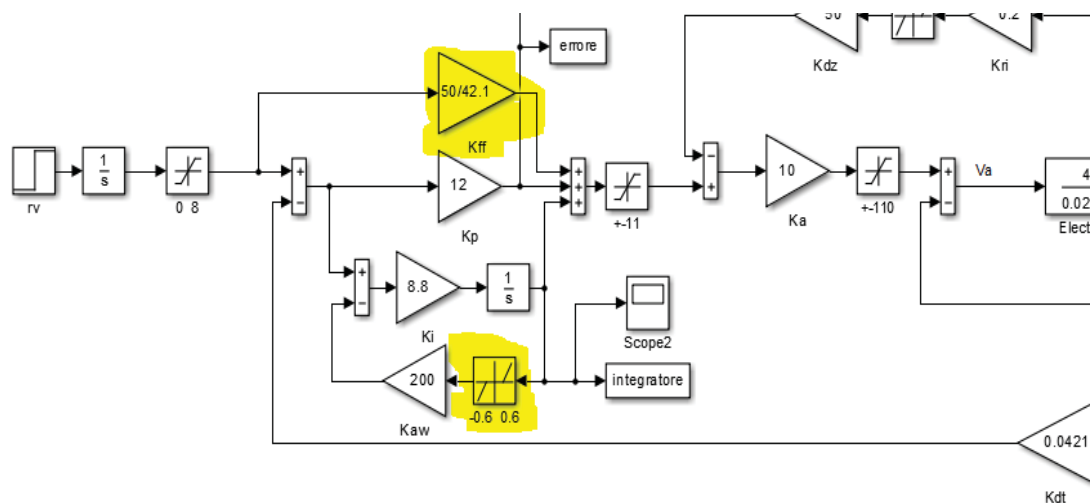 50
0.2
errore
Kdz
Kri
50/42.1
Kff
1
s
rv
0 8
+
−
12
Kp
+
+
+
+-11
−
+
10
Ka
+-110
+
−
Va
4
0.02
Elect
+
−
8.8
Ki
1
s
Scope2
200
Kaw
-0.6 0.6
integratore
0.0421
Kdt